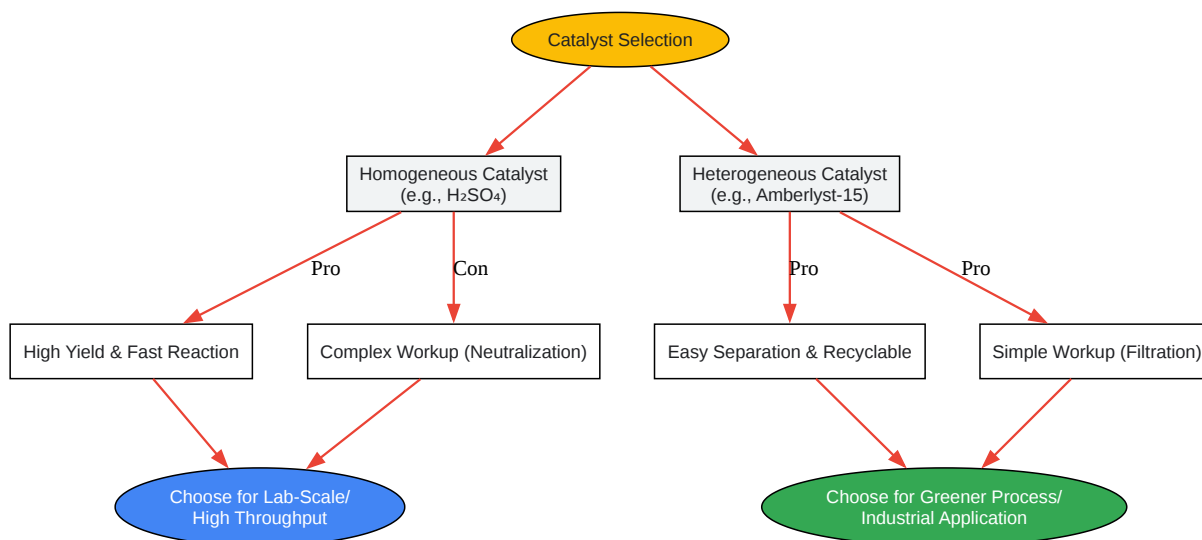 Catalyst Selection
Homogeneous Catalyst
(e.g., H₂SO₄)
Heterogeneous Catalyst
(e.g., Amberlyst-15)
Pro
Con
Pro
Pro
High Yield & Fast Reaction
Complex Workup (Neutralization)
Easy Separation & Recyclable
Simple Workup (Filtration)
Choose for Lab-Scale/
High Throughput
Choose for Greener Process/
Industrial Application